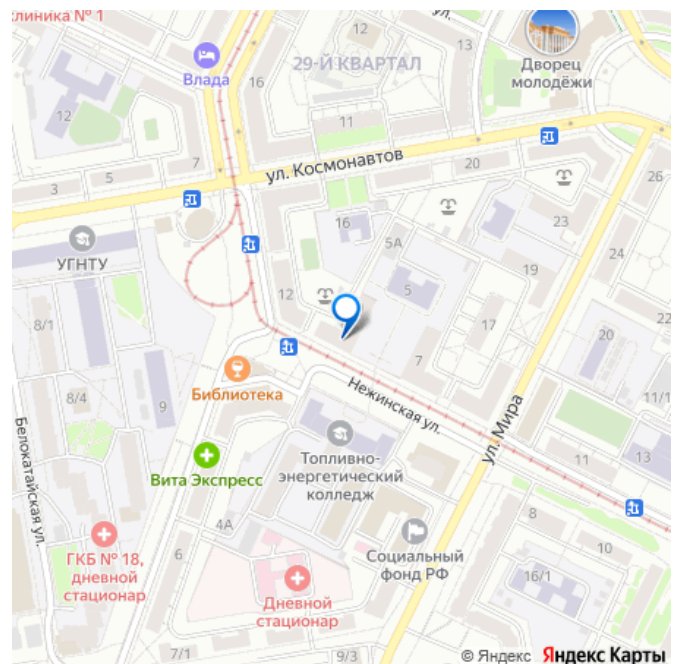 клиника № 1
Влада
16
29-Й КВАРТАЛ
12
13
Дворец
молодёжи
12
7
11
ул. Космонавтов
20
26
3
5
УГНТУ
16
5А
23
24
19
5
12
17
22
8/1
7
20
Библиотека
Нежинская ул.
ул. Мира
8/4
9
11/1
Белокатайская ул.
Вита Экспресс
Топливно-
энергетический
колледж
11
13
4А
8
10
ГКБ № 18,
дневной
стационар
6
Социальный
фонд РФ
16/1
Дневной
стационар
7/1
9/3
© Яндекс Яндекс Карты